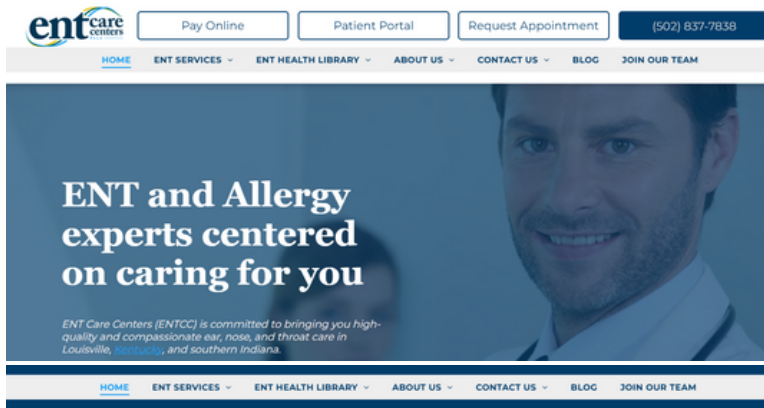 ent care
centers
Pay Online
Patient Portal
Request Appointment
(502) 837-7838
HOME ENT SERVICES ENT HEALTH LIBRARY ABOUT US CONTACT US BLOG JOIN OUR TEAM
ENT and Allergy
experts centered
on caring for you
ENT Care Centers (ENTCC) is committed to bringing you high-
quality and compassionate ear, nose, and throat care in
Louisville, Kentucky, and southern Indiana.
HOME ENT SERVICES ENT HEALTH LIBRARY ABOUT US CONTACT US BLOG JOIN OUR TEAM